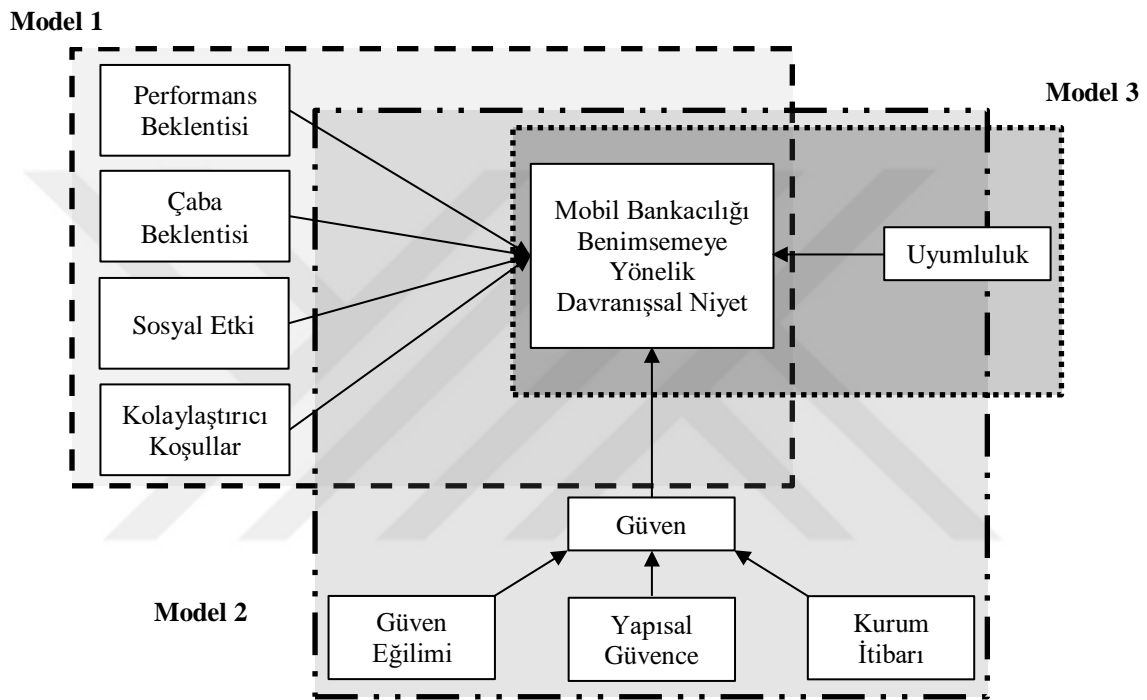 Model 1
Performans
Beklentisi
Çaba
Beklentisi
Sosyal Etki
Kolaylaştırıcı
Koşullar
Model 3
Mobil Bankacılığı
Benimsemeye
Yönelik
Davranışsal Niyet
Uyumluluk
Güven
Model 2
Güven
Eğilimi
Yapısal
Güvence
Kurum
İtibarı